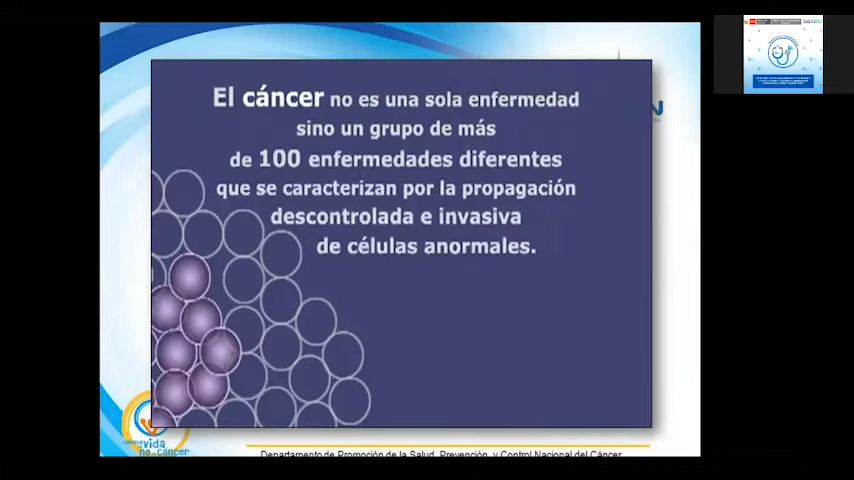 El cáncer no es una sola enfermedad
sino un grupo de más
de 100 enfermedades diferentes
que se caracterizan por la propagación
descontrolada e invasiva
de células anormales.
N
vida
no cáncer
Departamento de Promoción de la Salud, Prevención, y Control Nacional del Cáncer